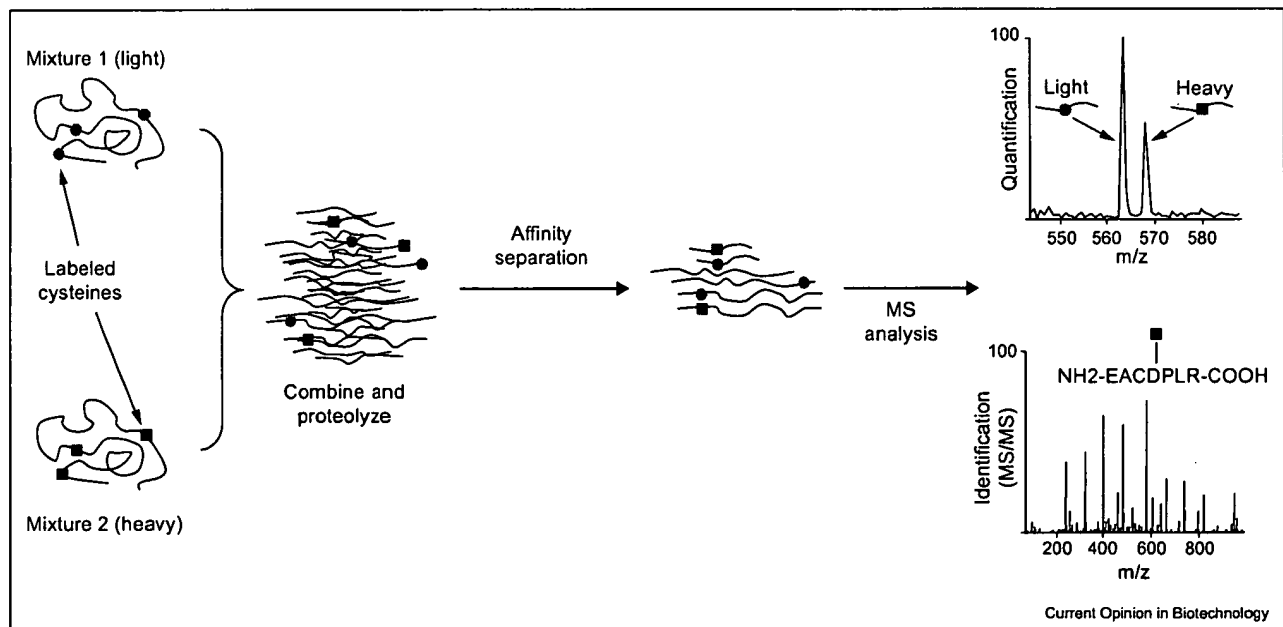 Mixture 1 (light)
Labeled
cysteines
Mixture 2 (heavy)
Combine and
proteolyze
Affinity
separation
MS
analysis
100
Light
Heavy
Quantification
550 560 570 580
m/z
100
NH2-EACDPLR-COOH
Identification
(MS/MS)
200 400 600 800
m/z
Current Opinion in Biotechnology